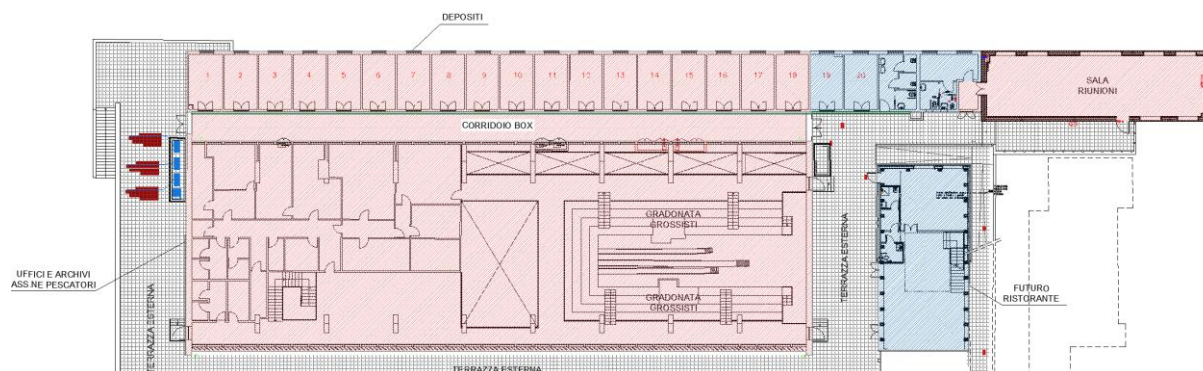 DEPOSITI
1 2 3 4 5 6 7 8 9 10 11 12 13 14 15 16 17 18 19 20
SALA
RIUNIONI
CORRIDOIO BOX
GRADONATA
GROSSISTI
UFFICI E ARCHIVI
ASS.NE PESCATORI
TERRAZZA ESTERNA
GRADONATA
GROSSISTI
TERRAZZA ESTERNA
FUTURO
RISTORANTE
TERRAZZA ESTERNA